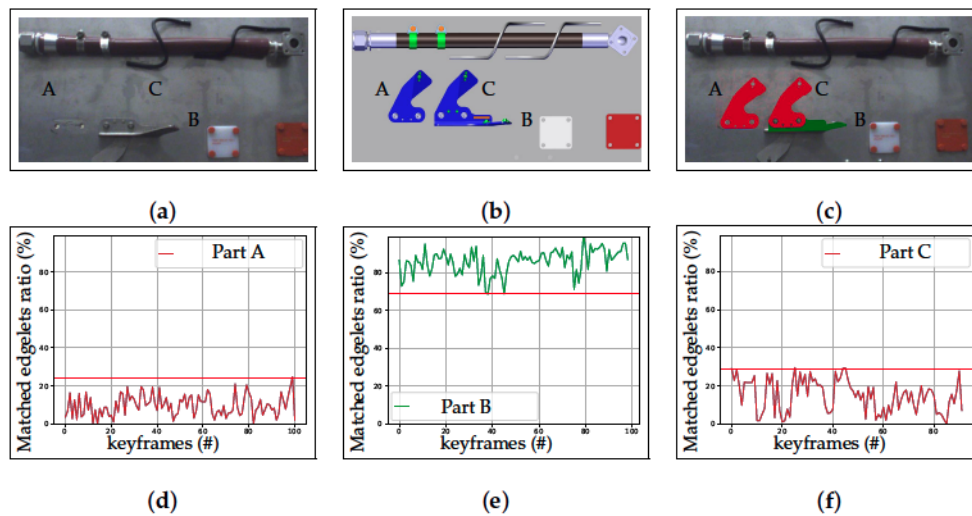 A
C
B
A
C
B
A
C
B
(a)
(b)
(c)
Matched edgelets ratio (%)
80
60
40
20
0
Part A
0 20 40 60 80 100
keyframes (#)
Matched edgelets ratio (%)
80
60
40
20
0
Part B
0 20 40 60 80 100
keyframes (#)
Matched edgelets ratio (%)
80
60
40
20
0
Part C
0 20 40 60 80
keyframes (#)
(d)
(e)
(f)